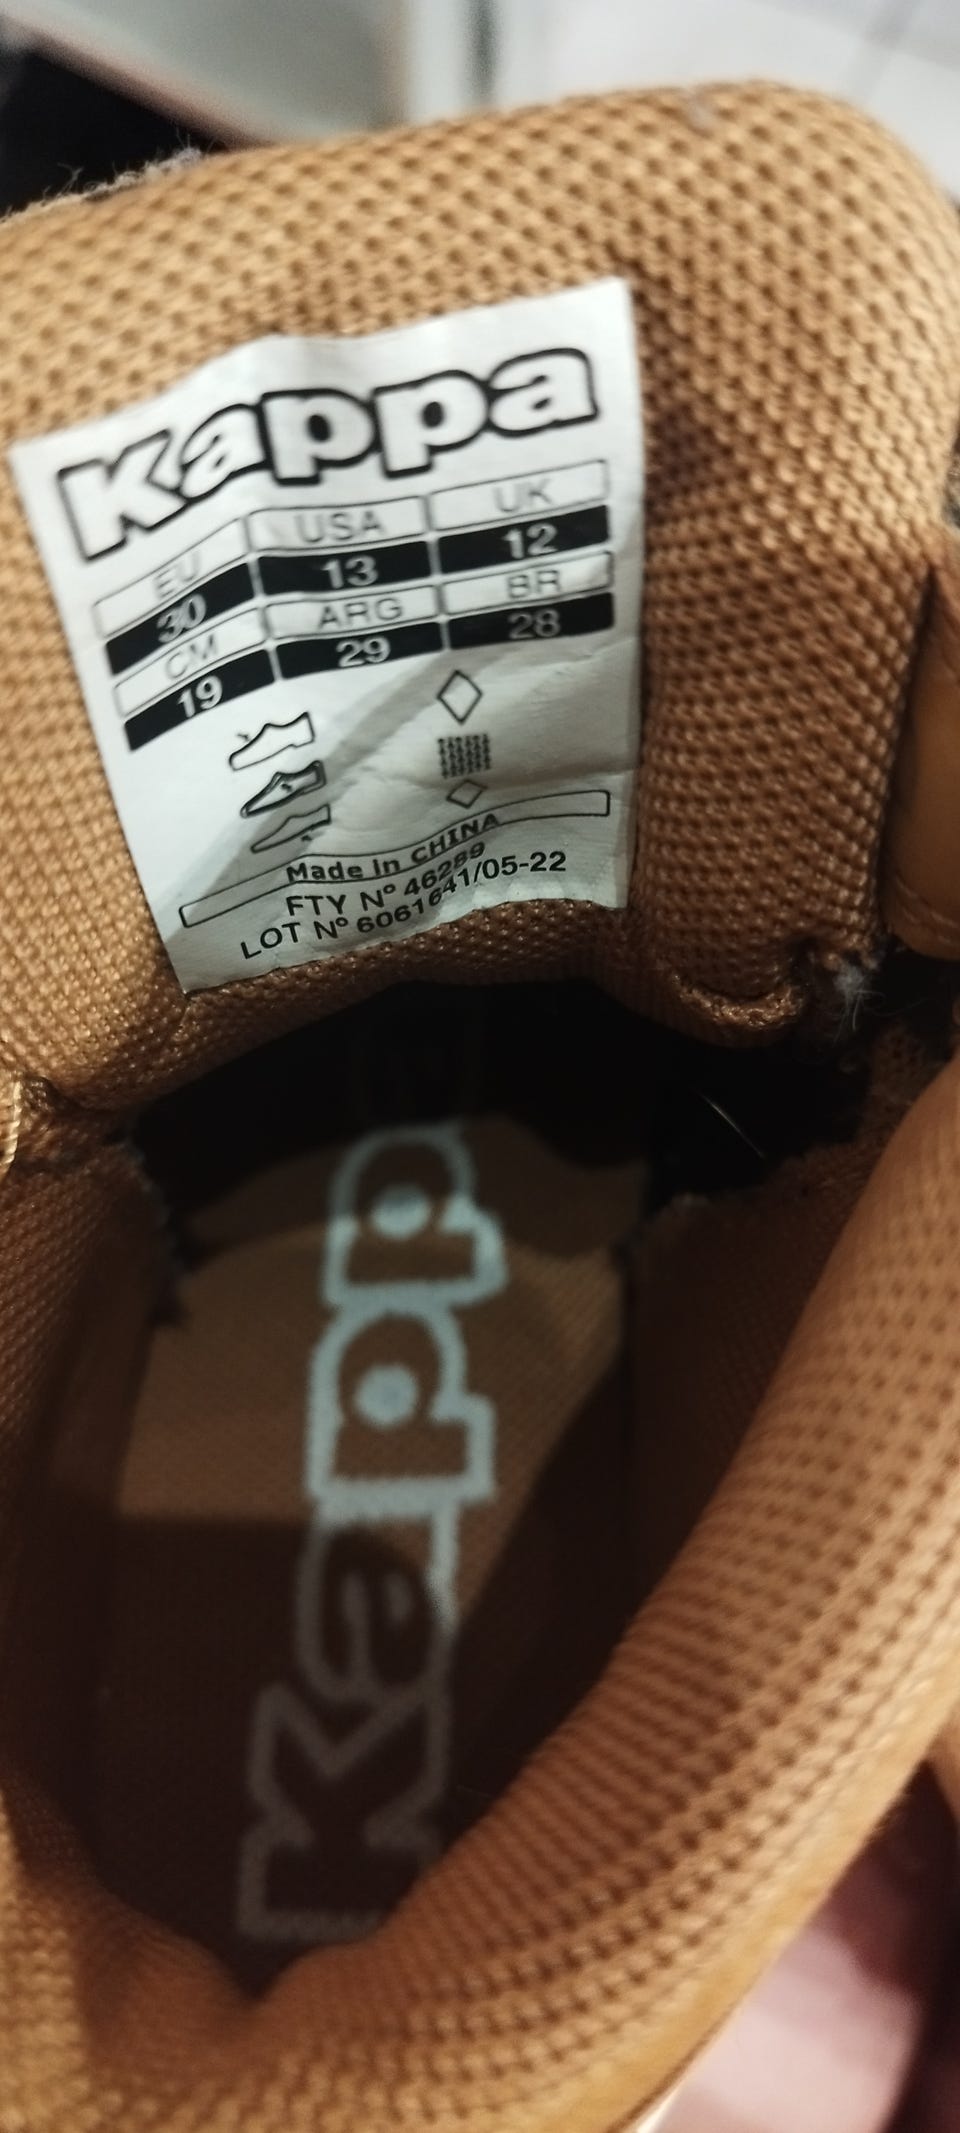 Kappa
EU USA UK
30 13 12
CM ARG BR
19 29 28
Made in CHINA
FTY Nº 46289
LOT Nº 6061641/05-22
Kappa